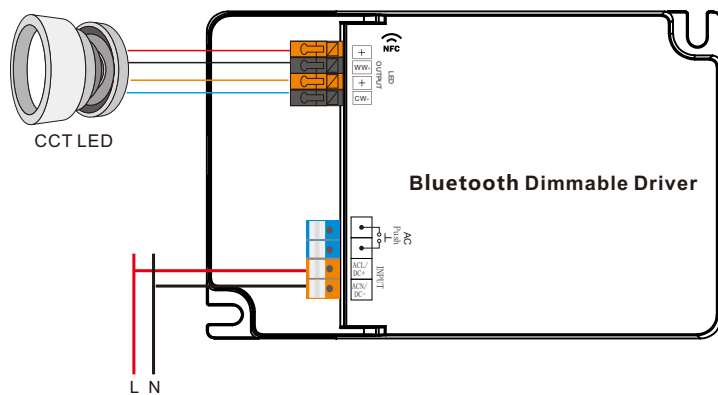 NFC
+
WW-
+
CW-
LED
OUTPUT
CCT LED
Bluetooth Dimmable Driver
AC
Push
ACL/
DC+
ACN/
DC-
INPUT
L N